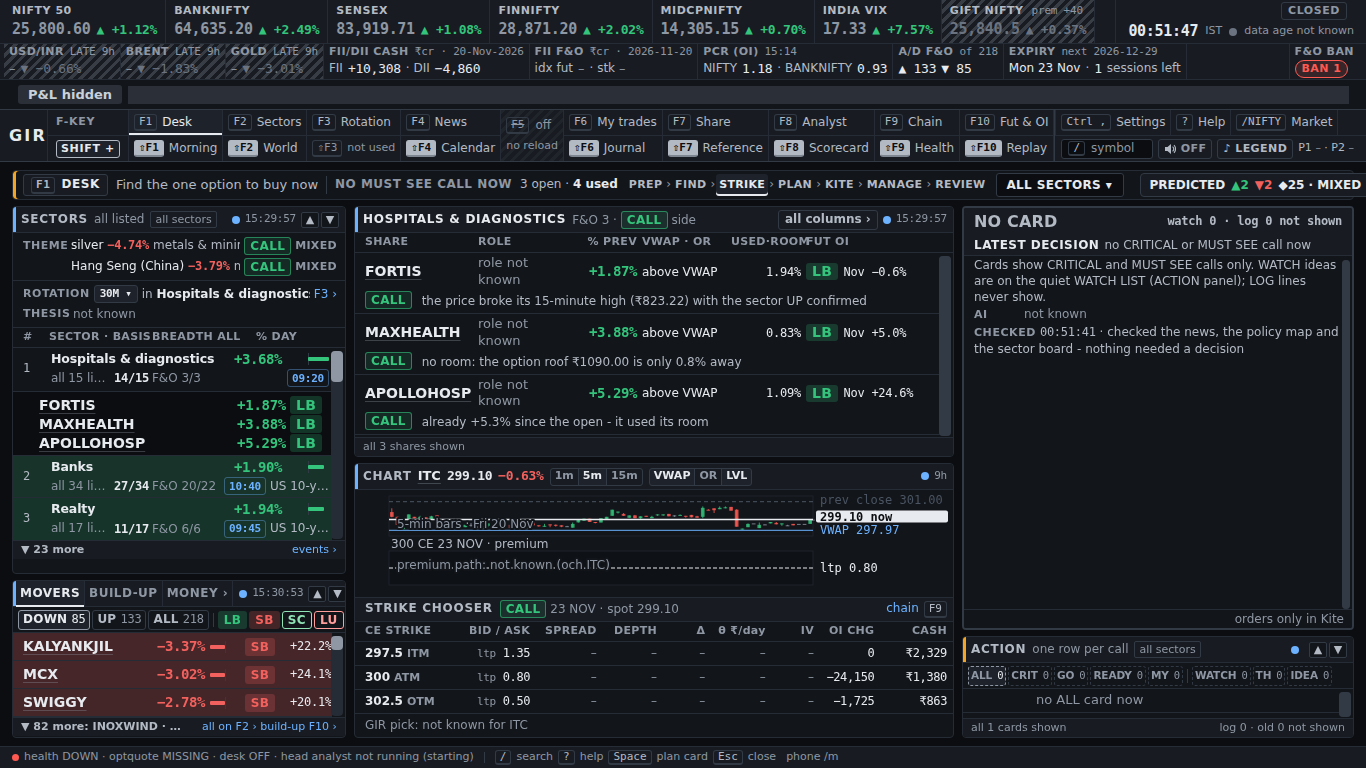 NIFTY 50 BANKNIFTY SENSEX FINNIFTY MIDCPNIFTY INDIA VIX GIFT NIFTY prem +40 CLOSED
25,800.60 ▲ +1.12% 64,635.20 ▲ +2.49% 83,919.71 ▲ +1.08% 28,871.20 ▲ +2.02% 14,305.15 ▲ +0.70% 17.33 ▲ +7.57% 25,840.5 ▲ +0.37% 00:51:47 IST data age not known
USD/INR LATE 9h BRENT LATE 9h GOLD LATE 9h FII/DII CASH ₹cr · 20-Nov-2026 FII F&O ₹cr · 2026-11-20 PCR (OI) 15:14 A/D F&O of 218 EXPIRY next 2026-12-29 F&O BAN
– ▼ −0.66% – ▼ −1.83% – ▼ −3.01% FII +10,308 · DII −4,860 idx fut – · stk – NIFTY 1.18 · BANKNIFTY 0.93 ▲ 133 ▼ 85 Mon 23 Nov · 1 sessions left BAN 1
P&L hidden
GIR F-KEY F1 Desk F2 Sectors F3 Rotation F4 News F5 off F6 My trades F7 Share F8 Analyst F9 Chain F10 Fut & OI Ctrl , Settings ? Help /NIFTY Market
SHIFT + ⇧F1 Morning ⇧F2 World ⇧F3 not used ⇧F4 Calendar no reload ⇧F6 Journal ⇧F7 Reference ⇧F8 Scorecard ⇧F9 Health ⇧F10 Replay / symbol OFF ♪ LEGEND P1 – · P2 –
F1 DESK Find the one option to buy now NO MUST SEE CALL NOW 3 open · 4 used PREP › FIND › STRIKE › PLAN › KITE › MANAGE › REVIEW ALL SECTORS ▾ PREDICTED ▲2 ▼2 ◆25 · MIXED
SECTORS all listed all sectors 15:29:57 ▲ ▼
THEME silver −4.74% metals & minir CALL MIXED
Hang Seng (China) −3.79% n CALL MIXED
ROTATION 30M ▾ in Hospitals & diagnostic F3 ›
THESIS not known
# SECTOR · BASIS BREADTH ALL % DAY
1 Hospitals & diagnostics +3.68%
all 15 li… 14/15 F&O 3/3 09:20
FORTIS +1.87% LB
MAXHEALTH +3.88% LB
APOLLOHOSP +5.29% LB
2 Banks +1.90%
all 34 li… 27/34 F&O 20/22 10:40 US 10-y…
3 Realty +1.94%
all 17 li… 11/17 F&O 6/6 09:45 US 10-y…
▼ 23 more events ›
MOVERS BUILD-UP MONEY › 15:30:53 ▲ ▼
DOWN 85 UP 133 ALL 218 LB SB SC LU
KALYANKJIL −3.37% SB +22.2%
MCX −3.02% SB +24.1%
SWIGGY −2.78% SB +20.1%
▼ 82 more: INOXWIND · … all on F2 › build-up F10 ›
HOSPITALS & DIAGNOSTICS F&O 3 · CALL side all columns › 15:29:57
SHARE ROLE % PREV VWAP · OR USED·ROOM FUT OI
FORTIS role not known +1.87% above VWAP 1.94% LB Nov −0.6%
CALL the price broke its 15-minute high (₹823.22) with the sector UP confirmed
MAXHEALTH role not known +3.88% above VWAP 0.83% LB Nov +5.0%
CALL no room: the option roof ₹1090.00 is only 0.8% away
APOLLOHOSP role not known +5.29% above VWAP 1.09% LB Nov +24.6%
CALL already +5.3% since the open - it used its room
all 3 shares shown
CHART ITC 299.10 −0.63% 1m 5m 15m VWAP OR LVL 9h
prev close 301.00
299.10 now
5-min bars · Fri 20 Nov
VWAP 297.97
300 CE 23 NOV · premium
premium path: not known (och.ITC)
ltp 0.80
STRIKE CHOOSER CALL 23 NOV · spot 299.10 chain F9
CE STRIKE BID / ASK SPREAD DEPTH Δ θ ₹/day IV OI CHG CASH
297.5 ITM ltp 1.35 – – – – – 0 ₹2,329
300 ATM ltp 0.80 – – – – – −24,150 ₹1,380
302.5 OTM ltp 0.50 – – – – – −1,725 ₹863
GIR pick: not known for ITC
NO CARD watch 0 · log 0 not shown
LATEST DECISION no CRITICAL or MUST SEE call now
Cards show CRITICAL and MUST SEE calls only. WATCH ideas
are on the quiet WATCH LIST (ACTION panel); LOG lines
never show.
AI not known
CHECKED 00:51:41 · checked the news, the policy map and
the sector board - nothing needed a decision
orders only in Kite
ACTION one row per call all sectors ▲ ▼
ALL 0 CRIT 0 GO 0 READY 0 MY 0 WATCH 0 TH 0 IDEA 0
no ALL card now
all 1 cards shown log 0 · old 0 not shown
health DOWN · optquote MISSING · desk OFF · head analyst not running (starting) / search ? help Space plan card Esc close phone /m